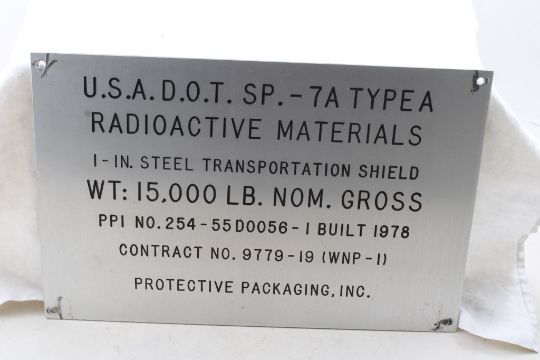 U.S.A. D.O.T. SP. - 7A TYPE A
RADIOACTIVE MATERIALS
1 - IN. STEEL TRANSPORTATION SHIELD
WT: 15,000 LB. NOM. GROSS
PPI NO. 254 - 55D0056 - 1 BUILT 1978
CONTRACT NO. 9779 - 19 (WNP - 1)
PROTECTIVE PACKAGING, INC.